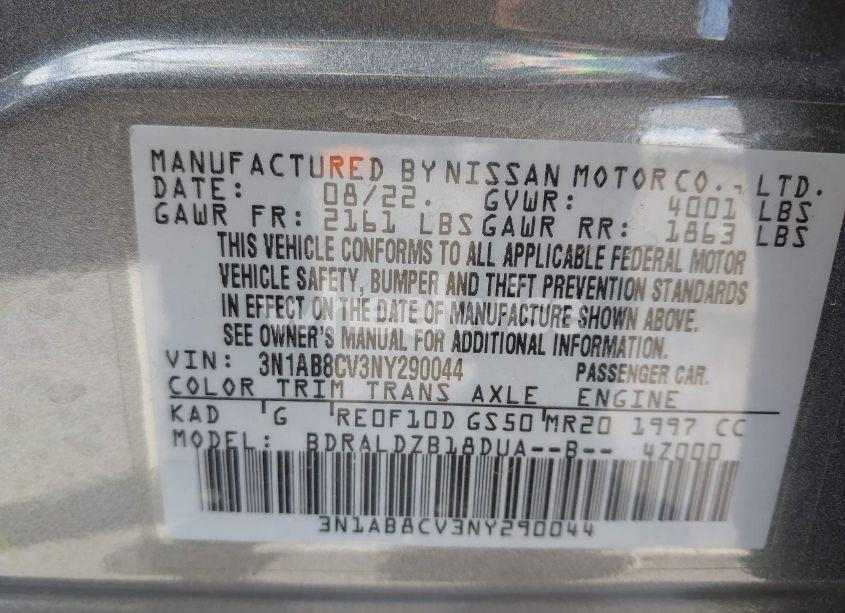 MANUFACTURED BY NISSAN MOTOR CO., LTD.
DATE: 08/22. GVWR: 4001 LBS
GAWR FR: 2161 LBS GAWR RR: 1863 LBS
THIS VEHICLE CONFORMS TO ALL APPLICABLE FEDERAL MOTOR
VEHICLE SAFETY, BUMPER AND THEFT PREVENTION STANDARDS
IN EFFECT ON THE DATE OF MANUFACTURE SHOWN ABOVE.
SEE OWNER'S MANUAL FOR ADDITIONAL INFORMATION.
VIN: 3N1AB8CV3NY290044 PASSENGER CAR.
COLOR TRIM TRANS AXLE ENGINE
KAD G RE0F10D GS50 MR20 1997 CC
MODEL: BDRALDZB18DUA--B-- 4Z000
3N1AB8CV3NY290044